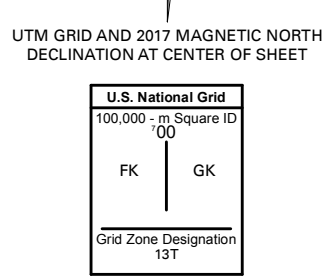 UTM GRID AND 2017 MAGNETIC NORTH
DECLINATION AT CENTER OF SHEET
U.S. National Grid
100,000 - m Square ID
⁷00
FK GK
Grid Zone Designation
13T